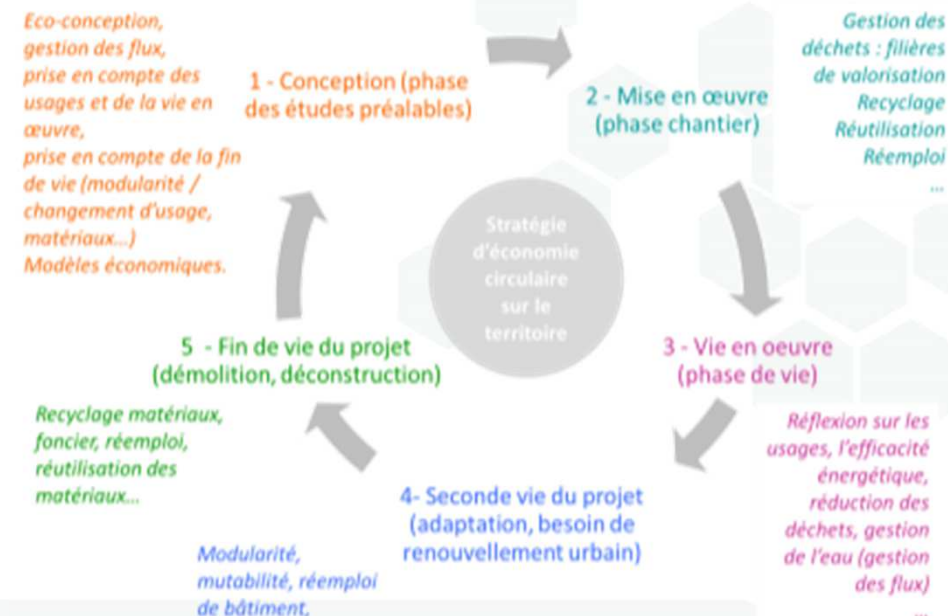 Eco-conception,
gestion des flux,
prise en compte des
usages et de la vie en
œuvre,
prise en compte de la fin
de vie (modularité /
changement d'usage,
matériaux...)
Modèles économiques.
1 - Conception (phase
des études préalables)
2 - Mise en œuvre
(phase chantier)
Gestion des
déchets : filières
de valorisation
Recyclage
Réutilisation
Réemploi
...
Stratégie
d'économie
circulaire
sur le
territoire
3 - Vie en oeuvre
(phase de vie)
Réflexion sur les
usages, l'efficacité
énergétique,
réduction des
déchets, gestion
de l'eau (gestion
des flux)
...
4- Seconde vie du projet
(adaptation, besoin de
renouvellement urbain)
Modularité,
mutabilité, réemploi
de bâtiment,
5 - Fin de vie du projet
(démolition, déconstruction)
Recyclage matériaux,
foncier, réemploi,
réutilisation des
matériaux...